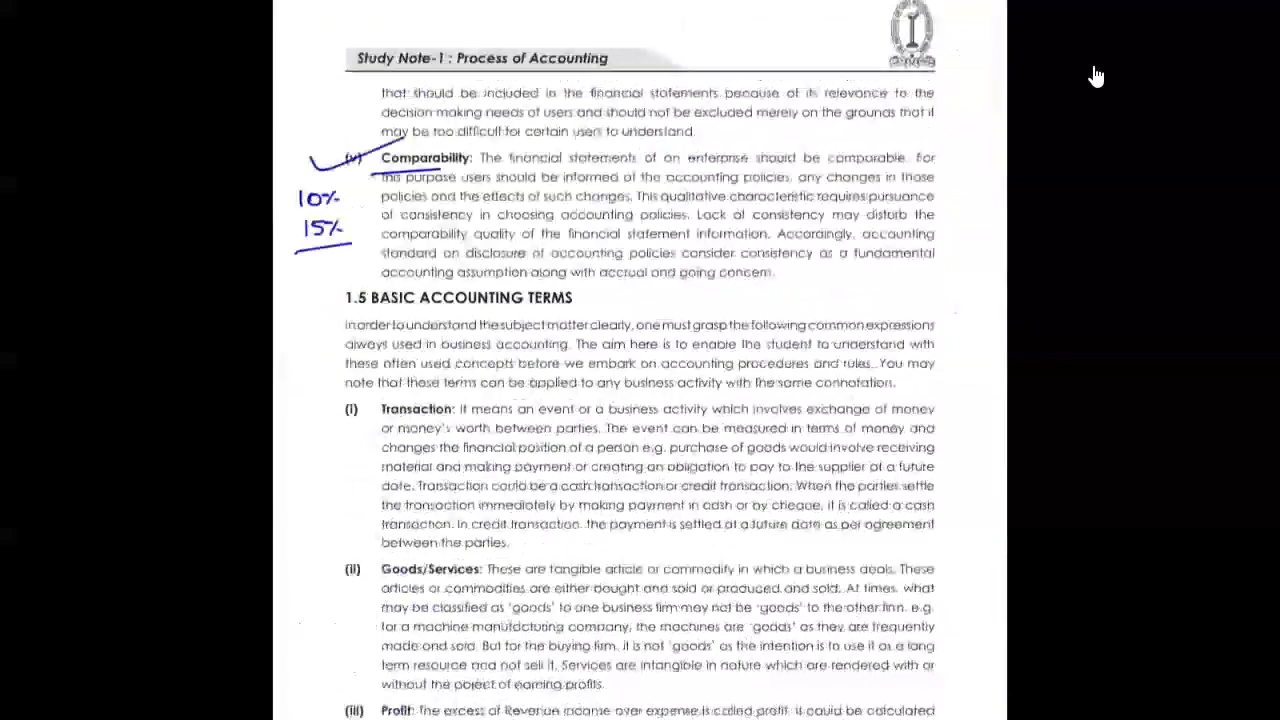 Study Note-1 : Process of Accounting
that should be included in the financial statements because of its relevance to the
decision making needs of users and should not be excluded merely on the grounds that it
may be too difficult for certain users to understand.
(v) Comparability: The financial statements of an enterprise should be comparable. For
this purpose users should be informed of the accounting policies, any changes in those
policies and the effects of such changes. This qualitative characteristic requires pursuance
10%
of consistency in choosing accounting policies. Lack of consistency may disturb the
15%
comparability quality of the financial statement information. Accordingly, accounting
standard on disclosure of accounting policies consider consistency as a fundamental
accounting assumption along with accrual and going concern.
1.5 BASIC ACCOUNTING TERMS
In order to understand the subject matter clearly, one must grasp the following common expressions
always used in business accounting. The aim here is to enable the student to understand with
these often used concepts before we embark on accounting procedures and rules. You may
note that these terms can be applied to any business activity with the same connotation.
(i) Transaction: It means an event or a business activity which involves exchange of money
or money's worth between parties. The event can be measured in terms of money and
changes the financial position of a person e.g. purchase of goods would involve receiving
material and making payment or creating an obligation to pay to the supplier at a future
date. Transaction could be a cash transaction or credit transaction. When the parties settle
the transaction immediately by making payment in cash or by cheque, it is called a cash
transaction. In credit transaction, the payment is settled at a future date as per agreement
between the parties.
(ii) Goods/Services: These are tangible article or commodity in which a business deals. These
articles or commodities are either bought and sold or produced and sold. At times, what
may be classified as 'goods' to one business firm may not be 'goods' to the other firm. e.g.
for a machine manufacturing company, the machines are 'goods' as they are frequently
made and sold. But for the buying firm, it is not 'goods' as the intention is to use it as a long
term resource and not sell it. Services are intangible in nature which are rendered with or
without the object of earning profits.
(iii) Profit: The excess of Revenue income over expense is called profit. It could be calculated